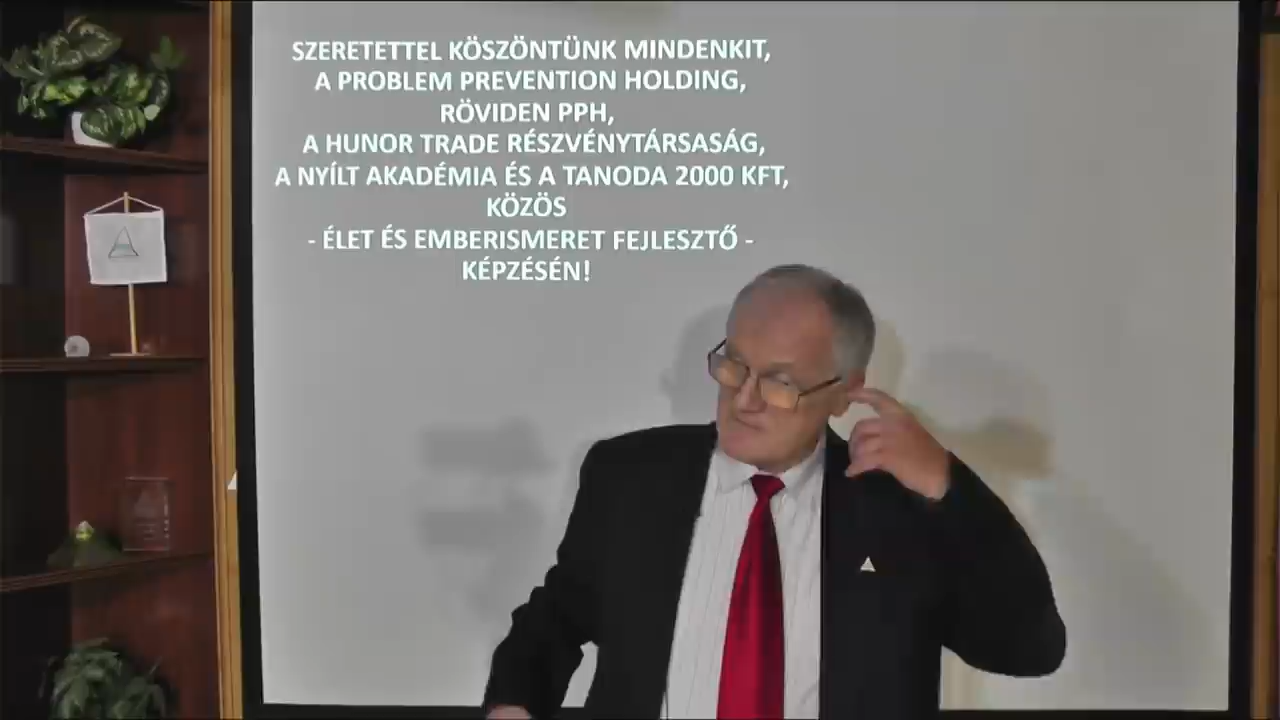 SZERETETTEL KÖSZÖNTÜNK MINDENKIT,
A PROBLEM PREVENTION HOLDING,
RÖVIDEN PPH,
A HUNOR TRADE RÉSZVÉNYTÁRSASÁG,
A NYÍLT AKADÉMIA ÉS A TANODA 2000 KFT,
KÖZÖS
- ÉLET ÉS EMBERISMERET FEJLESZTŐ -
KÉPZÉSÉN!